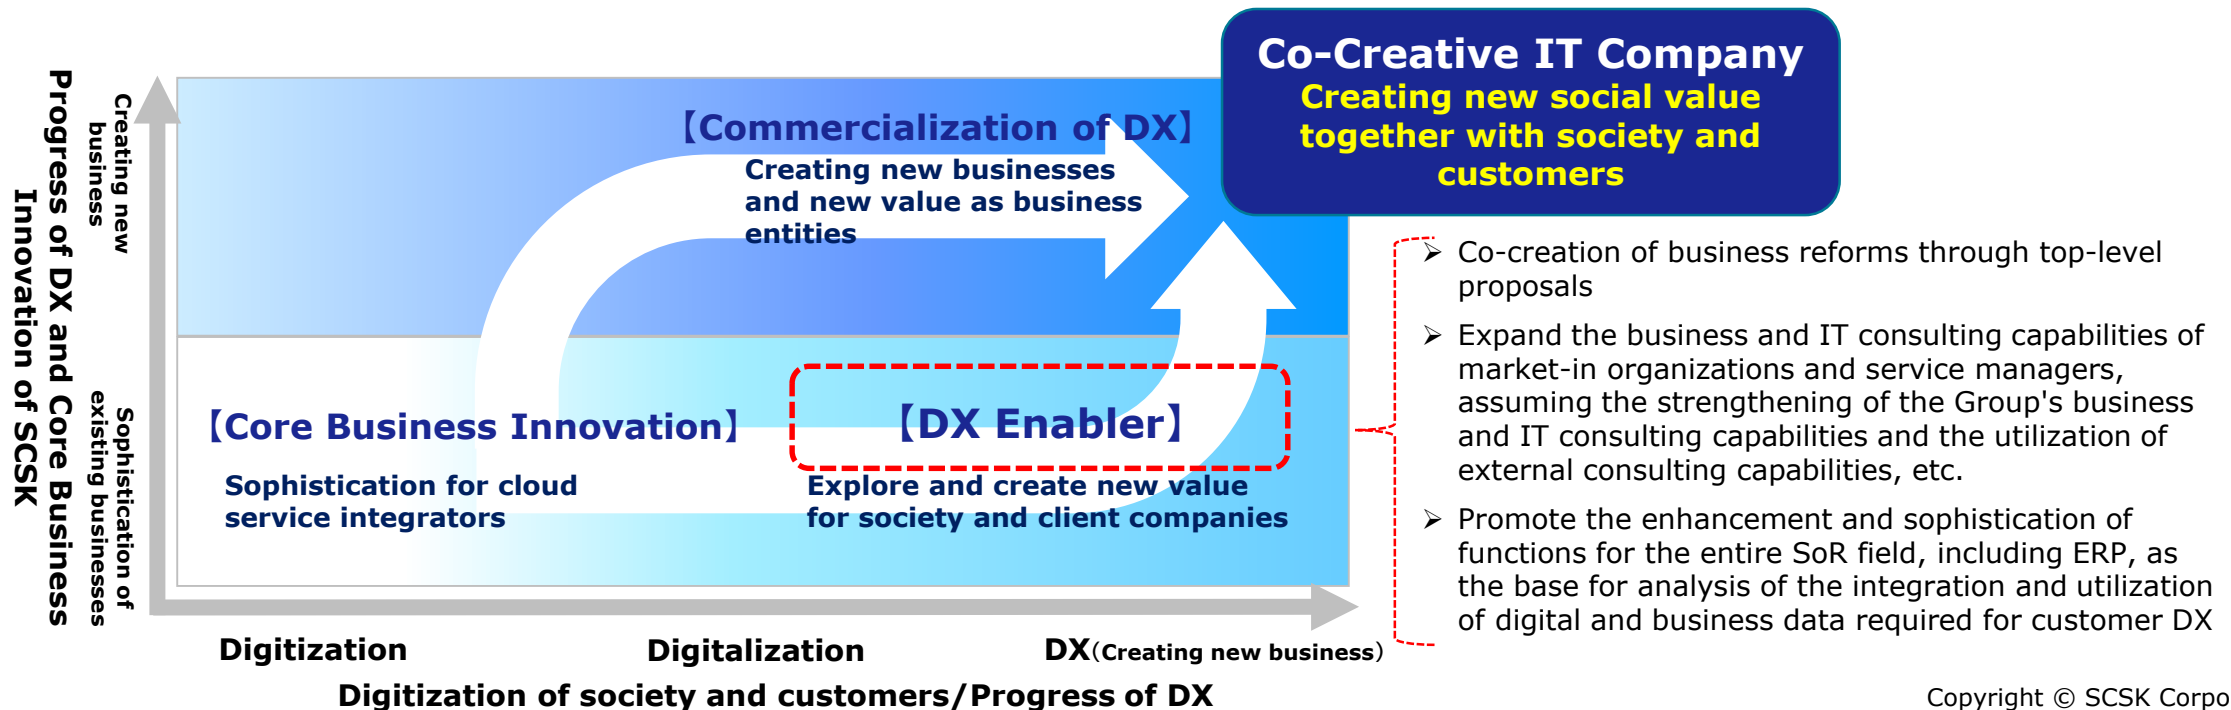 Co-Creative IT Company
Creating new social value
together with society and
customers
Progress of DX and Core Business
Innovation of SCSK
Creating new
business
Sophistication of
existing businesses
【Commercialization of DX】
Creating new businesses
and new value as business
entities
【Core Business Innovation】
Sophistication for cloud
service integrators
【DX Enabler】
Explore and create new value
for society and client companies
➢ Co-creation of business reforms through top-level
proposals
➢ Expand the business and IT consulting capabilities of
market-in organizations and service managers,
assuming the strengthening of the Group's business
and IT consulting capabilities and the utilization of
external consulting capabilities, etc.
➢ Promote the enhancement and sophistication of
functions for the entire SoR field, including ERP, as
the base for analysis of the integration and utilization
of digital and business data required for customer DX
Digitization
Digitalization
DX(Creating new business)
Digitization of society and customers/Progress of DX
Copyright © SCSK Corpo